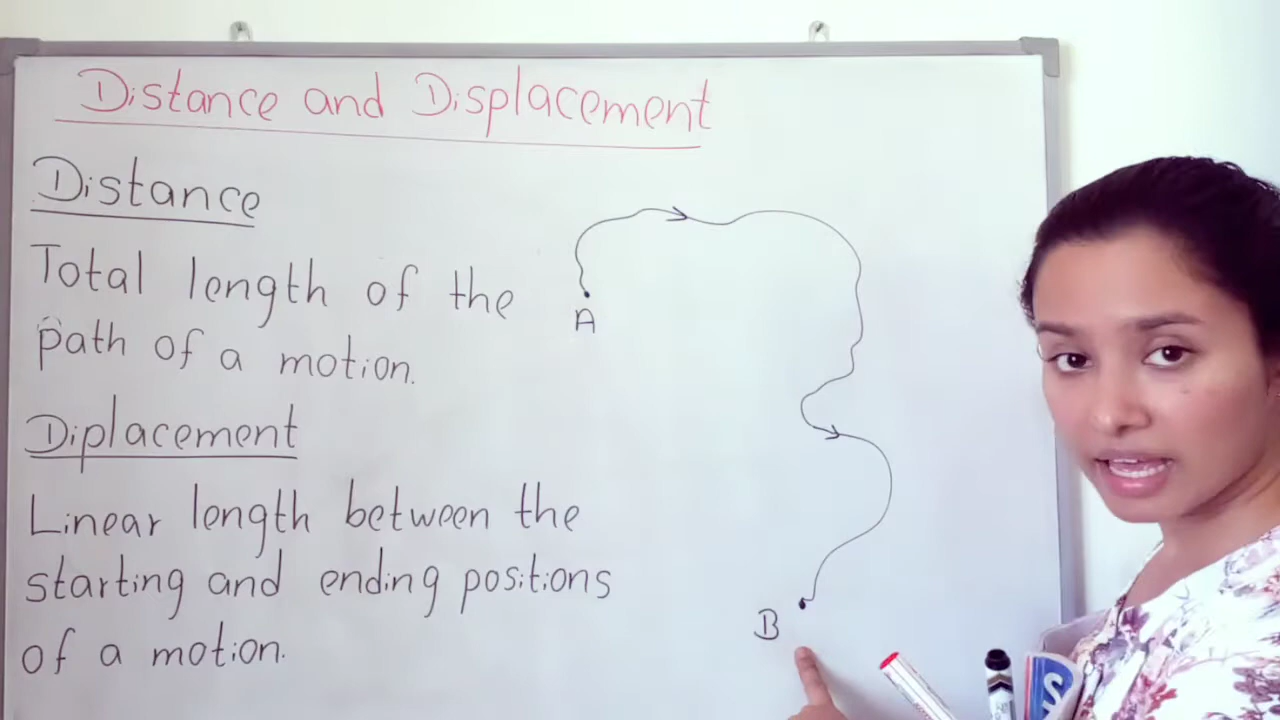 Distance and Displacement
Distance
Total length of the
path of a motion.
Diplacement
Linear length between the
starting and ending positions
of a motion.
A
B
S